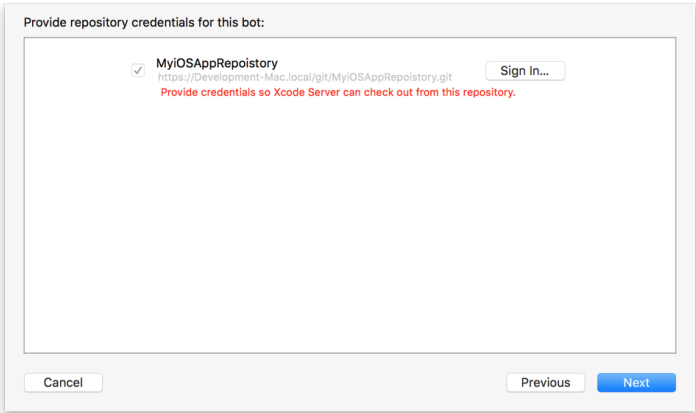 Provide repository credentials for this bot:
MyiOSAppRepoistory
Sign In...
https://Development-Mac.local/git/MyiOSAppRepoistory.git
Provide credentials so Xcode Server can check out from this repository.
Cancel
Previous
Next